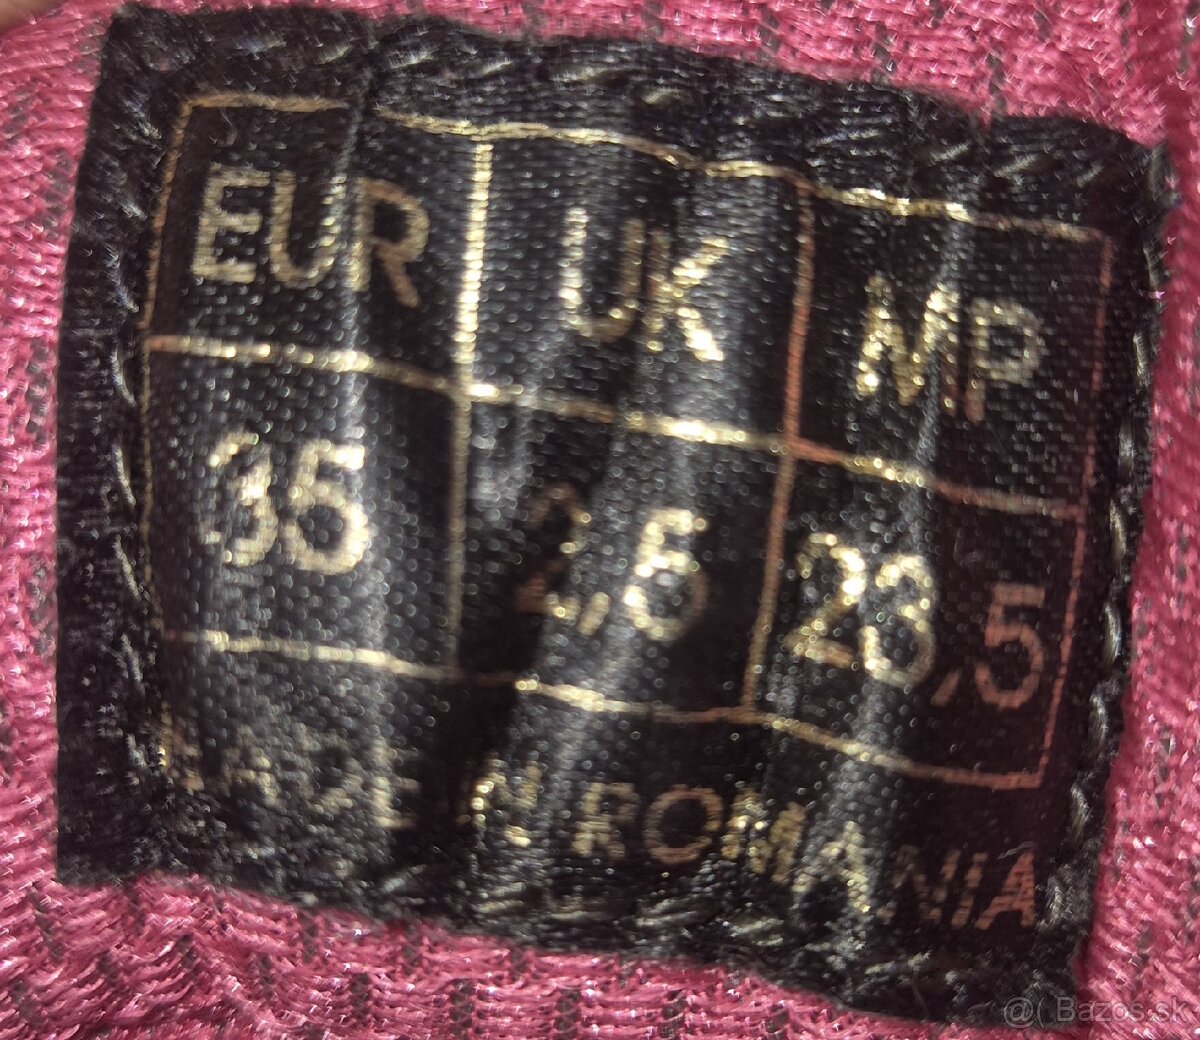 EUR UK MP
35 2,5 23,5
MADE IN ROMANIA
@( Bazos.sk